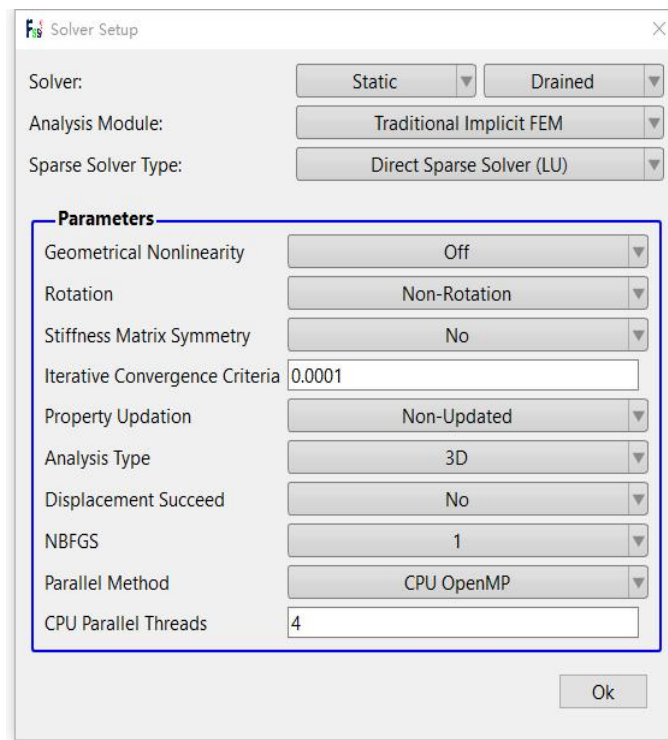 Solver Setup
Solver: Static Drained
Analysis Module: Traditional Implicit FEM
Sparse Solver Type: Direct Sparse Solver (LU)
Parameters
Geometrical Nonlinearity Off
Rotation Non-Rotation
Stiffness Matrix Symmetry No
Iterative Convergence Criteria 0.0001
Property Updation Non-Updated
Analysis Type 3D
Displacement Succeed No
NBFGS 1
Parallel Method CPU OpenMP
CPU Parallel Threads 4
Ok